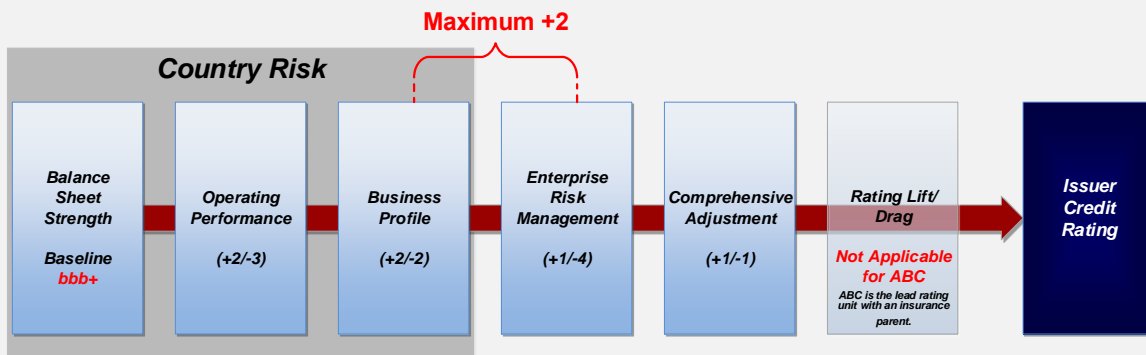 Maximum +2
Country Risk
Balance
Sheet
Strength
Baseline
bbb+
Operating
Performance
(+2/-3)
Business
Profile
(+2/-2)
Enterprise
Risk
Management
(+1/-4)
Comprehensive
Adjustment
(+1/-1)
Rating Lift/
Drag
Not Applicable
for ABC
ABC is the lead rating
unit with an insurance
parent.
Issuer
Credit
Rating